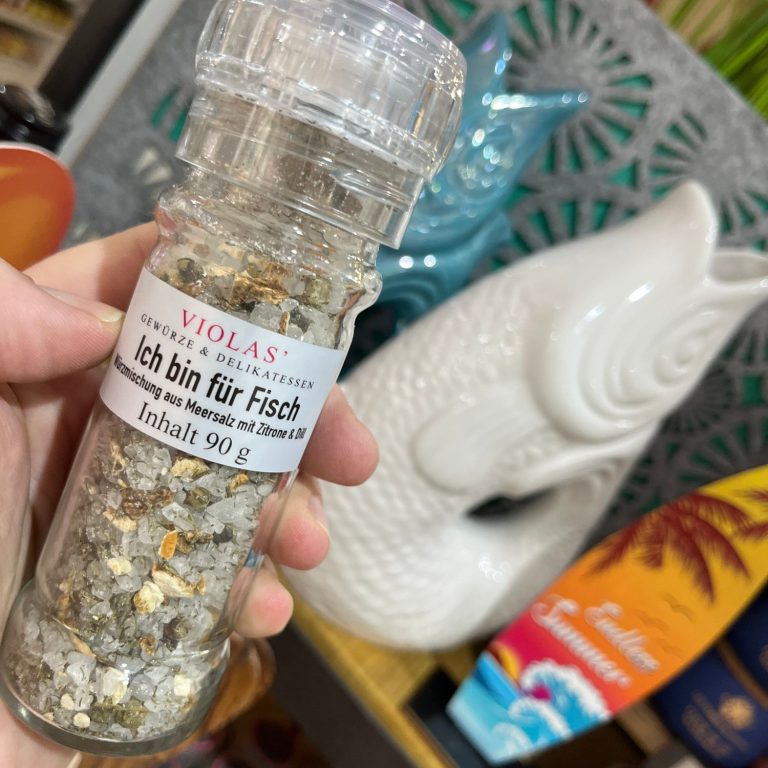 VIOLAS'
GEWÜRZE & DELIKATESSEN
Ich bin für Fisch
Würzmischung aus Meersalz mit Zitrone & Dill
Inhalt 90 g
Endless
Summer